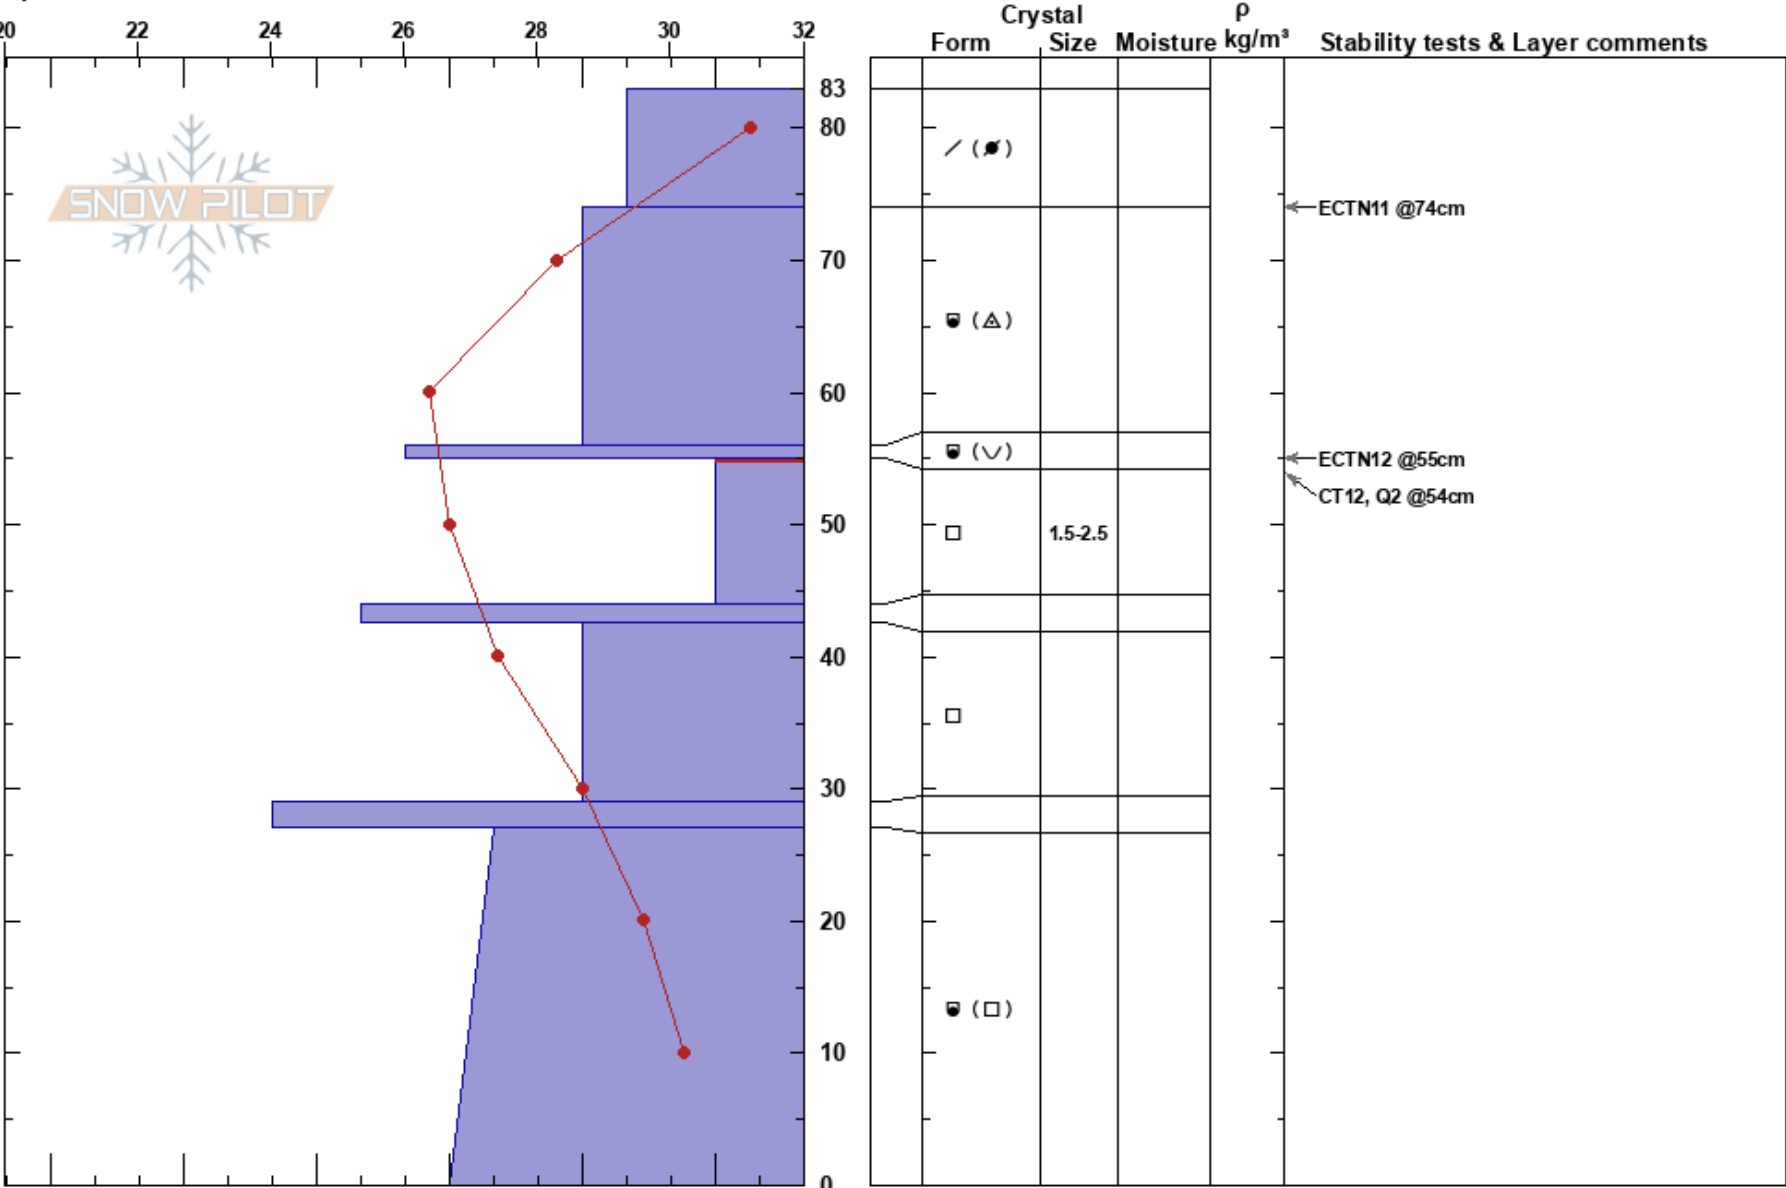 20 22 24 26 28 30 32
Crystal
ρ
Form Size Moisture kg/m³ Stability tests & Layer comments
83
80
SNOW PILOT
ECTN11 @74cm
70
60
ECTN12 @55cm
CT12, Q2 @54cm
50
1.5-2.5
40
30
20
10
0